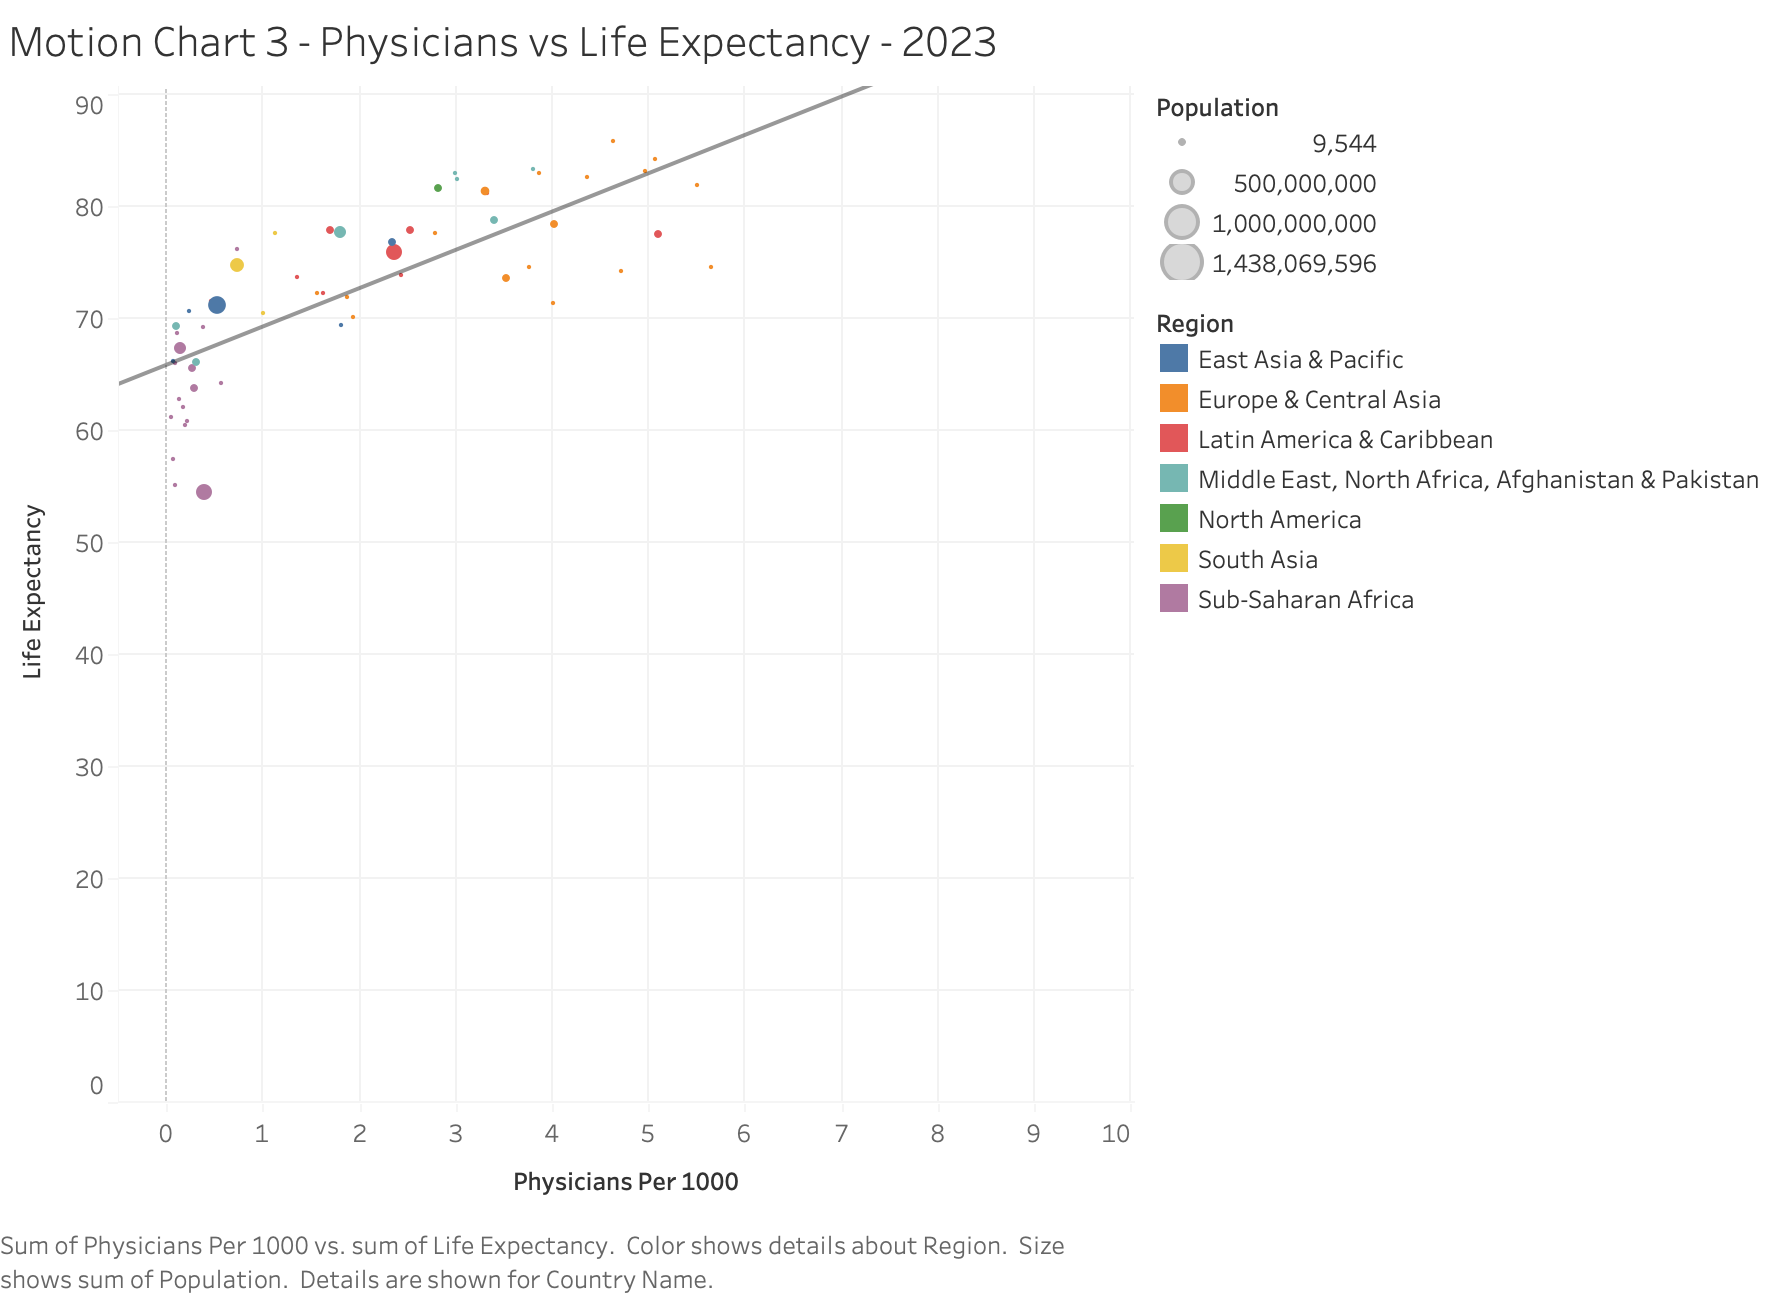 Motion Chart 3 - Physicians vs Life Expectancy - 2023
90
80
70
60
50
40
30
20
10
0
Life Expectancy
0 1 2 3 4 5 6 7 8 9 10
Physicians Per 1000
Population
9,544
500,000,000
1,000,000,000
1,438,069,596
Region
East Asia & Pacific
Europe & Central Asia
Latin America & Caribbean
Middle East, North Africa, Afghanistan & Pakistan
North America
South Asia
Sub-Saharan Africa
Sum of Physicians Per 1000 vs. sum of Life Expectancy.  Color shows details about Region.  Size
shows sum of Population.  Details are shown for Country Name.